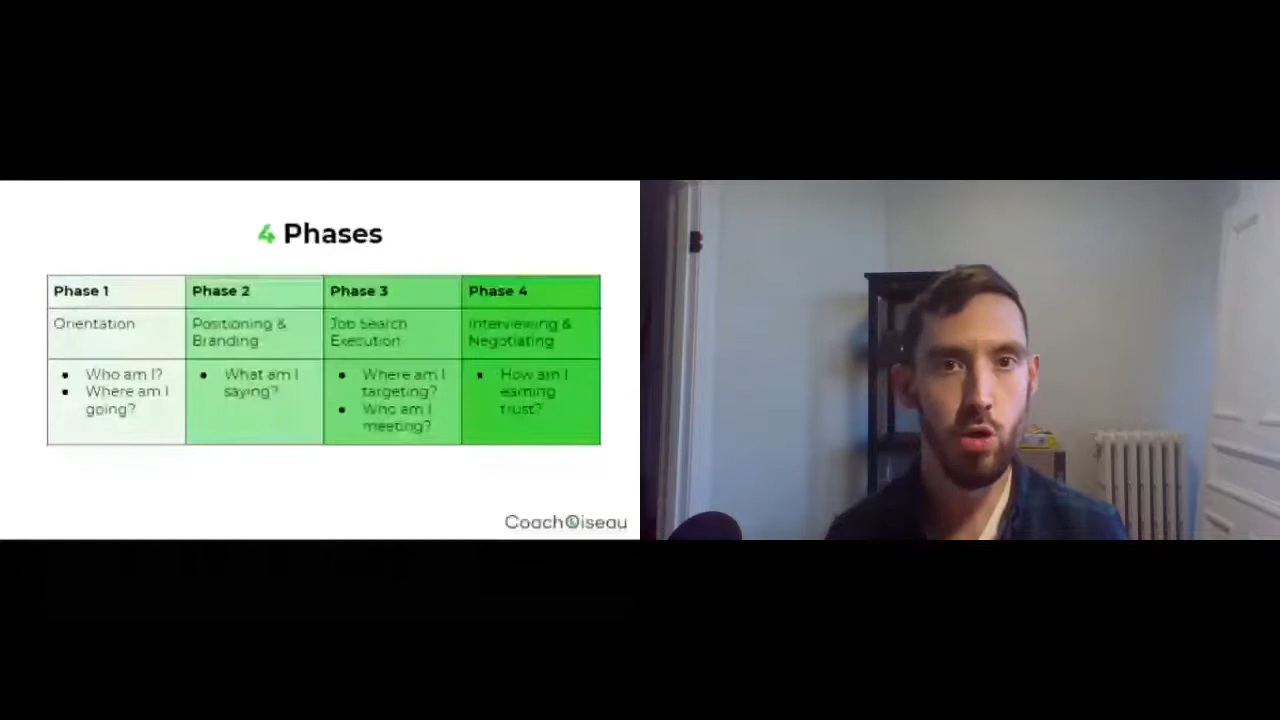 4 Phases
Phase 1
Phase 2
Phase 3
Phase 4
Orientation
Positioning &
Branding
Job Search
Execution
Interviewing &
Negotiating
• Who am I?
• Where am I
going?
• What am I
saying?
• Where am I
targeting?
• Who am I
meeting?
• How am I
earning
trust?
CoachOiseau